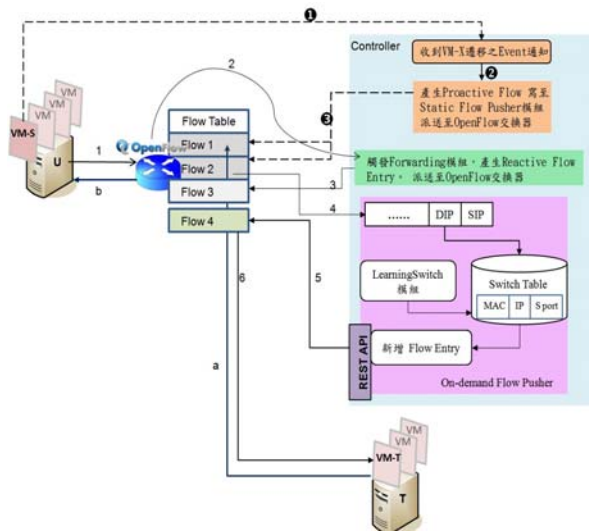 ❶
Controller
收到VM-X遷移之Event通知
❷
產生Proactive Flow 寫至
Static Flow Pusher模組
派送至OpenFlow交換器
❸
VM
VM
VM
VM-S
U
1
b
OpenFlow
2
Flow Table
Flow 1
Flow 2
Flow 3
Flow 4
觸發Forwarding模組，產生Reactive Flow
Entry， 派送至OpenFlow交換器
3
4
...... DIP SIP
LearningSwitch
模組
Switch Table
MAC IP S port
5
6
REST API
新增 Flow Entry
On-demand Flow Pusher
a
VM
VM
VM-T
T